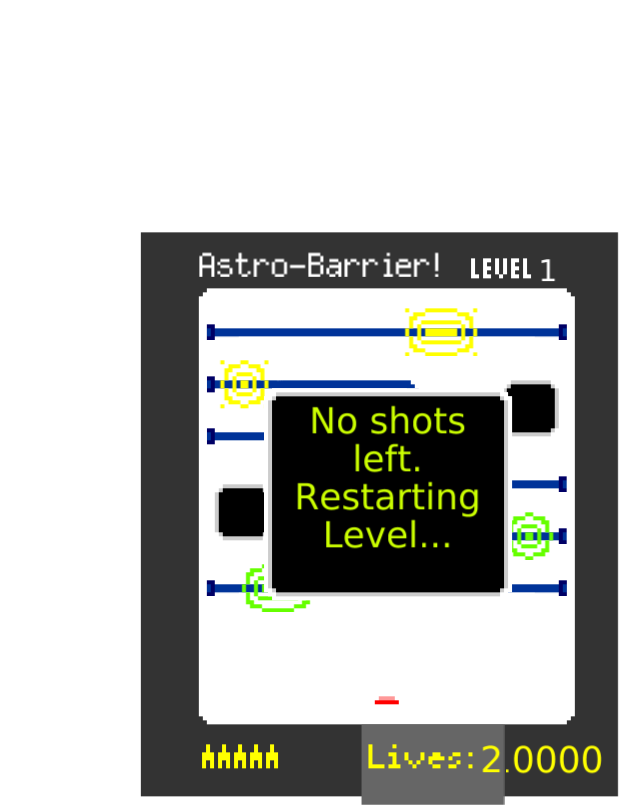 Astro-Barrier! LEVEL 1
No shots
left.
Restarting
Level...
Lives:2.0000